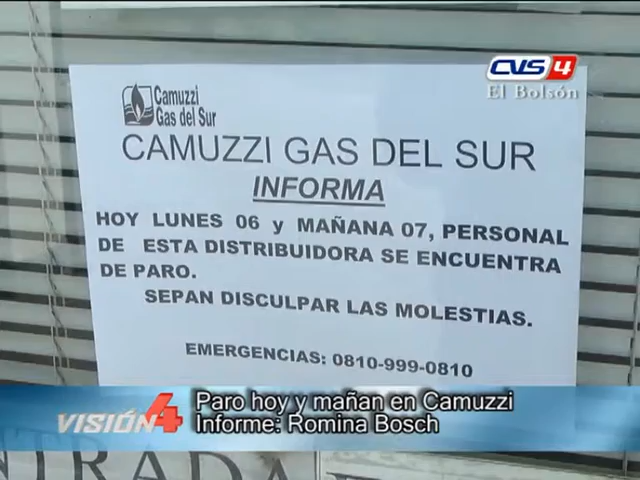 CVS4
El Bolsón
Camuzzi
Gas del Sur
CAMUZZI GAS DEL SUR
INFORMA
HOY LUNES 06 y MAÑANA 07, PERSONAL
DE ESTA DISTRIBUIDORA SE ENCUENTRA
DE PARO.
SEPAN DISCULPAR LAS MOLESTIAS.
EMERGENCIAS: 0810-999-0810
VISIÓN 4
Paro hoy y mañan en Camuzzi
Informe: Romina Bosch